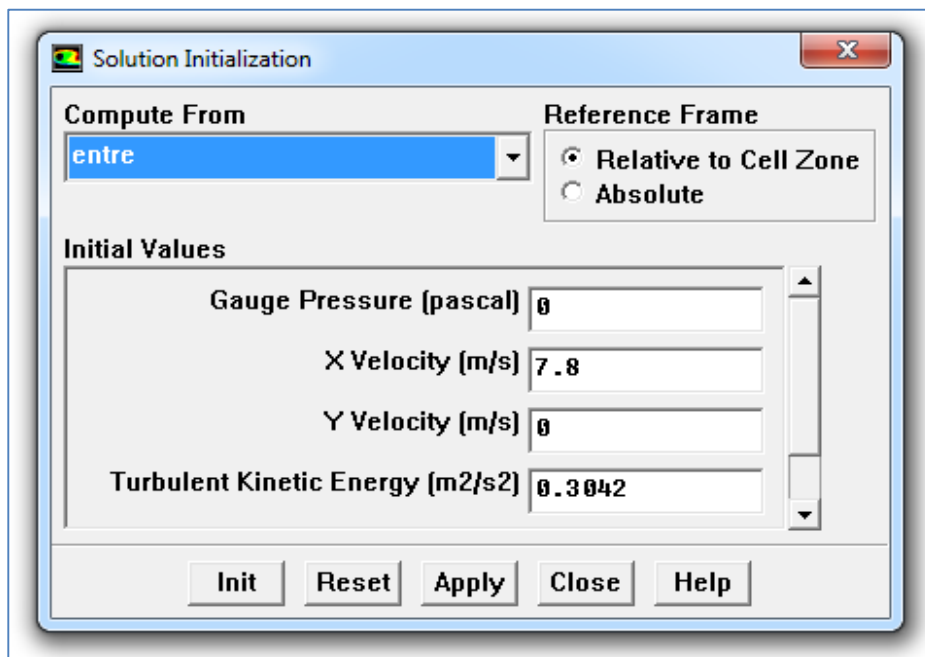 Solution Initialization
Compute From
Reference Frame
entre
Relative to Cell Zone
Absolute
Initial Values
Gauge Pressure (pascal) 0
X Velocity (m/s) 7.8
Y Velocity (m/s) 0
Turbulent Kinetic Energy (m2/s2) 0.3042
Init Reset Apply Close Help